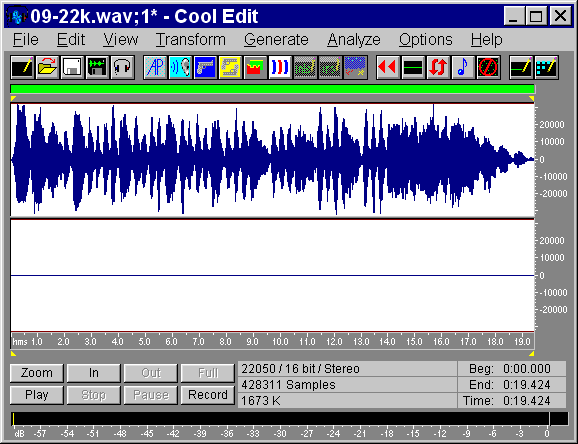 09-22k.wav;1* - Cool Edit
File Edit View Transform Generate Analyze Options Help
AP
20000
10000
0
-10000
-20000
20000
10000
0
-10000
-20000
hms 1.0 2.0 3.0 4.0 5.0 6.0 7.0 8.0 9.0 10.0 11.0 12.0 13.0 14.0 15.0 16.0 17.0 19.0
Zoom In Out Full 22050 / 16 bit / Stereo Beg: 0:00.000
428311 Samples End: 0:19.424
Play Stop Pause Record 1673 K Time: 0:19.424
dB -57 -54 -51 -48 -45 -42 -39 -36 -33 -30 -27 -24 -21 -18 -15 -12 -9 -6 -3 0